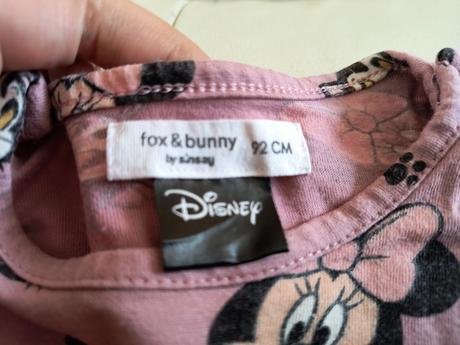 fox & bunny
by sinsay
92 CM
Disney